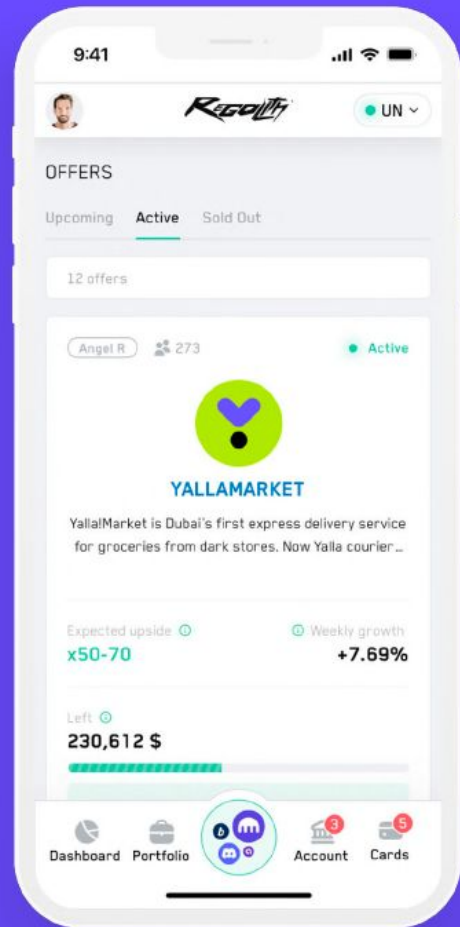 9:41
REGOLITH
UN
OFFERS
Upcoming Active Sold Out
12 offers
Angel R 273 Active
YALLAMARKET
Yalla!Market is Dubai's first express delivery service
for groceries from dark stores. Now Yalla courier...
Expected upside Weekly growth
x50-70 +7.69%
Left
230,612 $
3 5
Dashboard Portfolio Account Cards